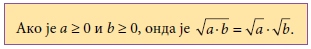 Ако је a ≥ 0 и b ≥ 0, онда је √a · b = √a · √b.